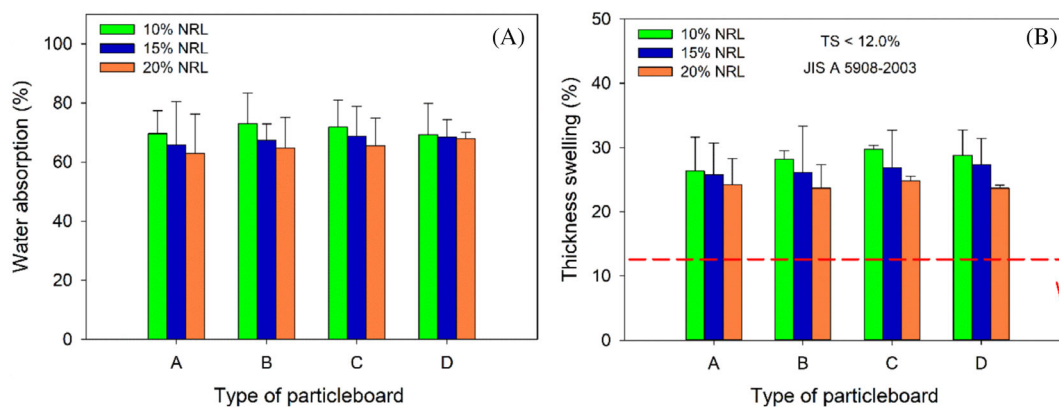 (A)
10% NRL
15% NRL
20% NRL
Water absorption (%)
100
80
60
40
20
0
A B C D
Type of particleboard
(B)
10% NRL
15% NRL
20% NRL
TS < 12.0%
JIS A 5908-2003
Thickness swelling (%)
50
40
30
20
10
0
A B C D
Type of particleboard